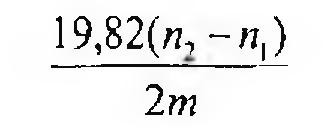 19,82(n₂ – n₁)
2m